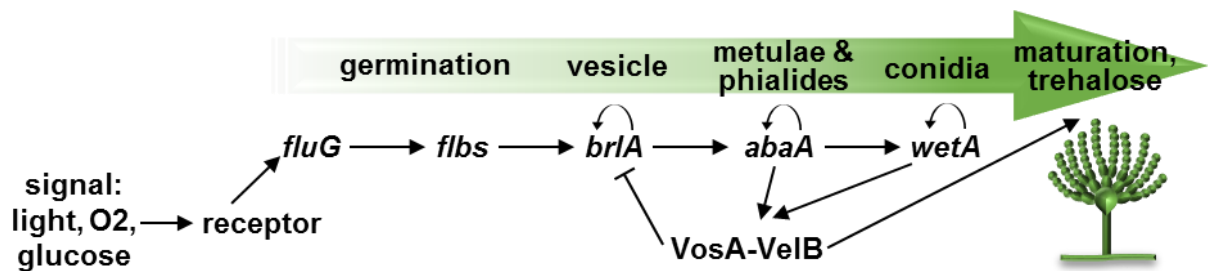 germination
vesicle
metulae &
phialides
conidia
maturation,
trehalose
fluG
flbs
brlA
abaA
wetA
signal:
light, O2,
glucose
receptor
VosA-VelB